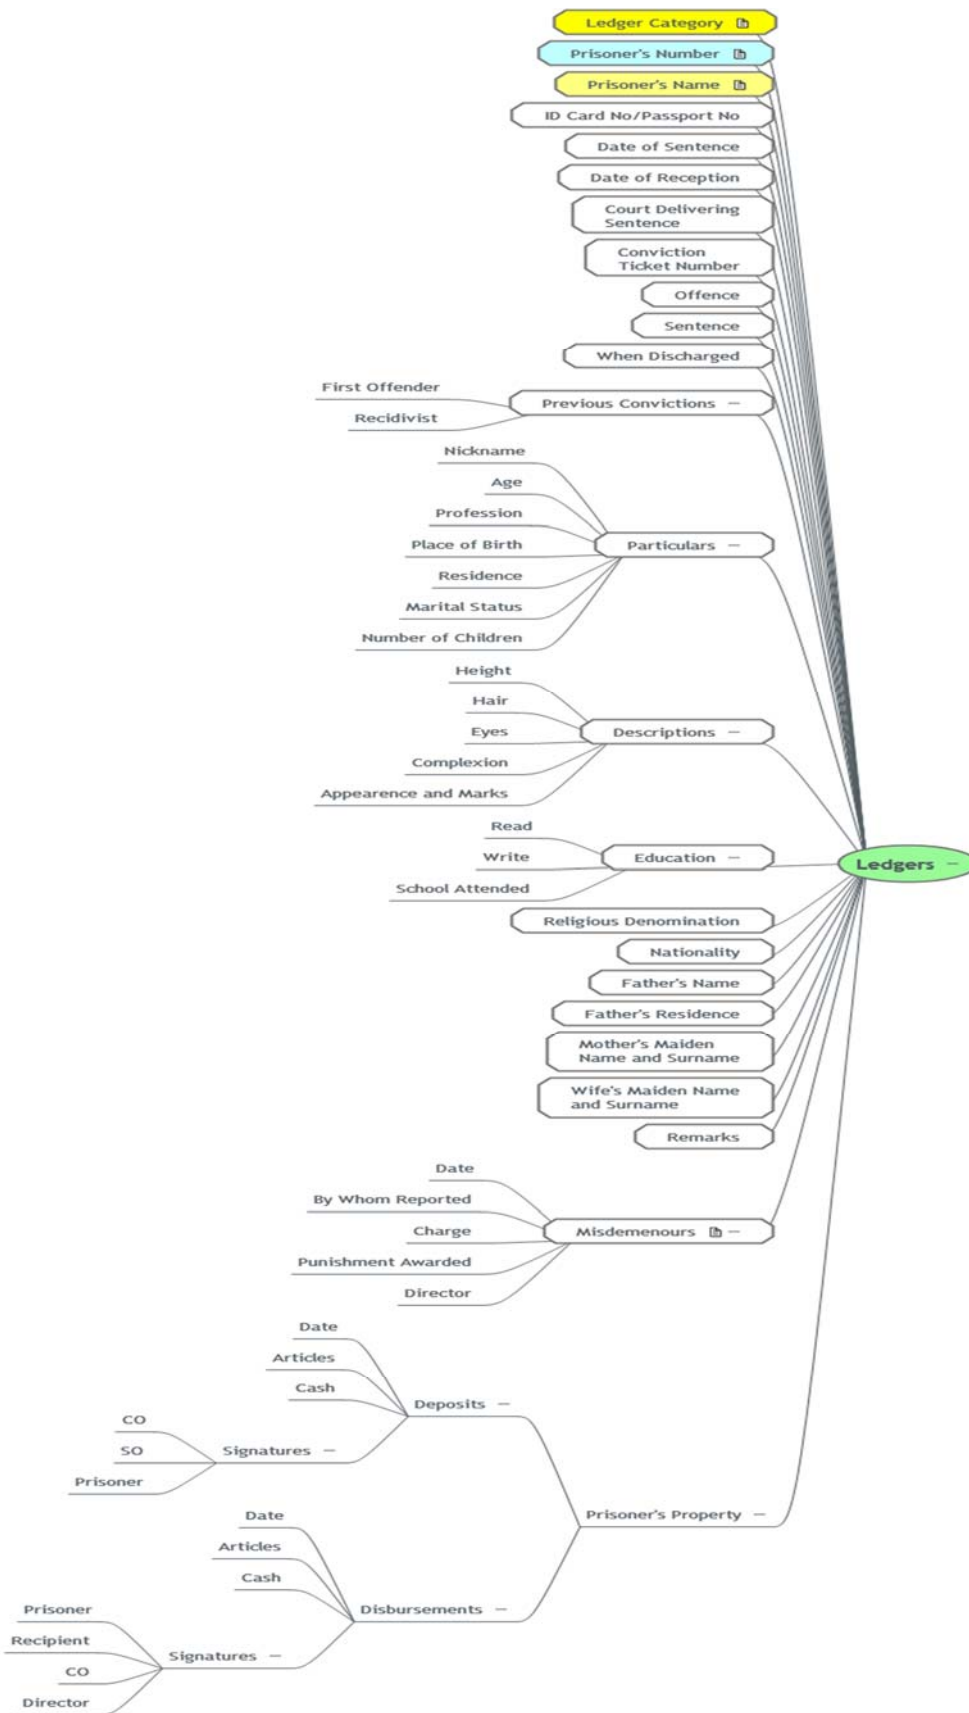 Ledger Category
Prisoner's Number
Prisoner's Name
ID Card No/Passport No
Date of Sentence
Date of Reception
Court Delivering
Sentence
Conviction
Ticket Number
Offence
Sentence
When Discharged
First Offender
Previous Convictions
Recidivist
Nickname
Age
Profession
Place of Birth
Particulars
Residence
Marital Status
Number of Children
Height
Hair
Eyes
Descriptions
Complexion
Appearence and Marks
Read
Write
Education
School Attended
Ledgers
Religious Denomination
Nationality
Father's Name
Father's Residence
Mother's Maiden
Name and Surname
Wife's Maiden Name
and Surname
Remarks
Date
By Whom Reported
Charge
Misdemenours
Punishment Awarded
Director
Date
Articles
Cash
Deposits
CO
SO
Signatures
Prisoner
Prisoner's Property
Date
Articles
Cash
Disbursements
Prisoner
Recipient
Signatures
CO
Director